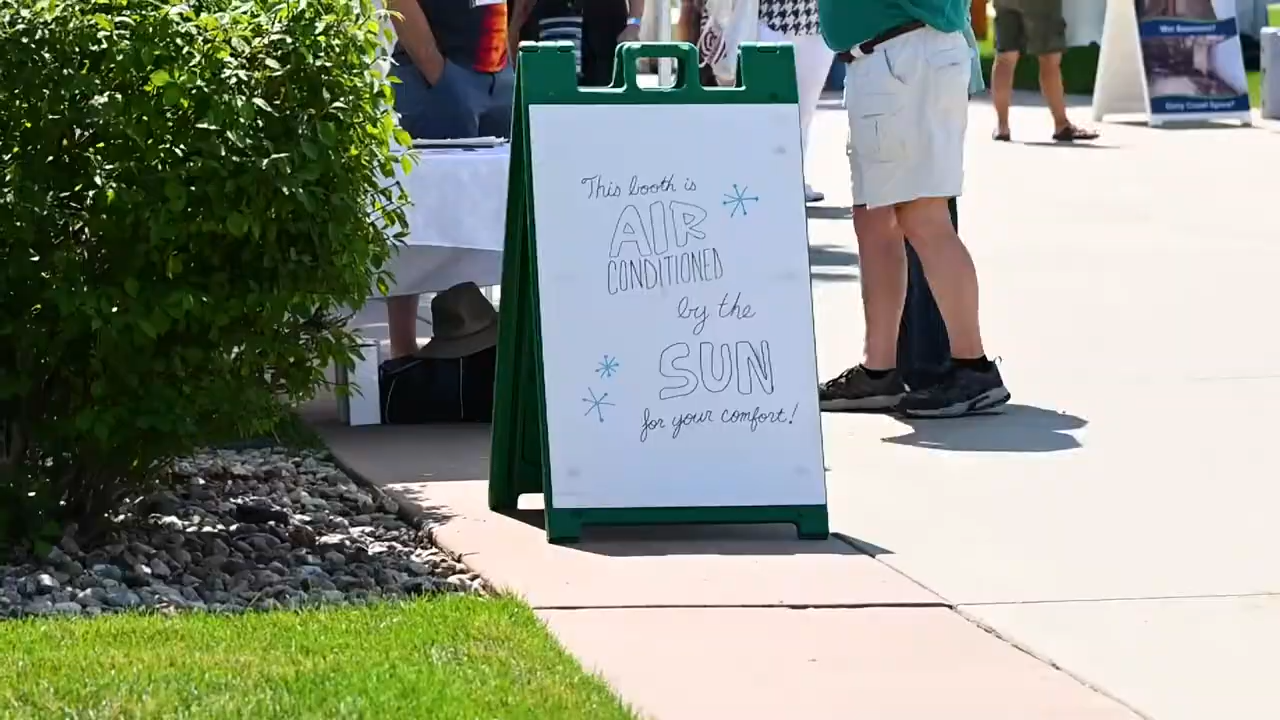 This booth is
AIR
CONDITIONED
by the
SUN
for your comfort!